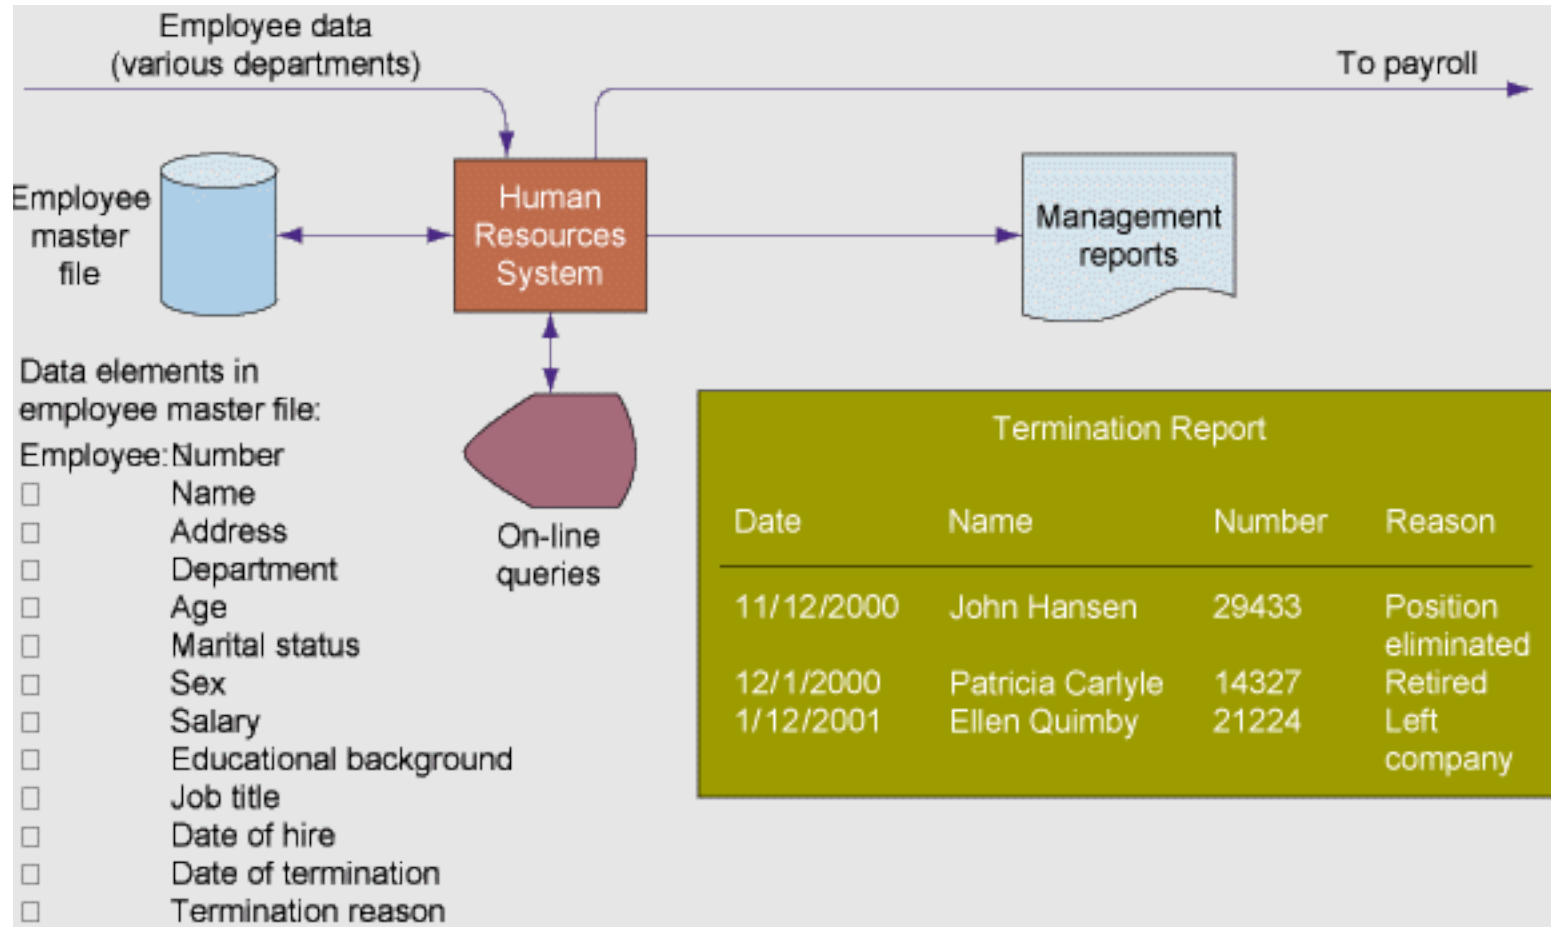 Employee data
(various departments)
To payroll
Employee
master
file
Human
Resources
System
Management
reports
Data elements in
employee master file:
Employee: Number
Name
Address
Department
Age
Marital status
Sex
Salary
Educational background
Job title
Date of hire
Date of termination
Termination reason
On-line
queries
Termination Report
Date Name Number Reason
11/12/2000 John Hansen 29433 Position
eliminated
12/1/2000 Patricia Carlyle 14327 Retired
1/12/2001 Ellen Quimby 21224 Left
company